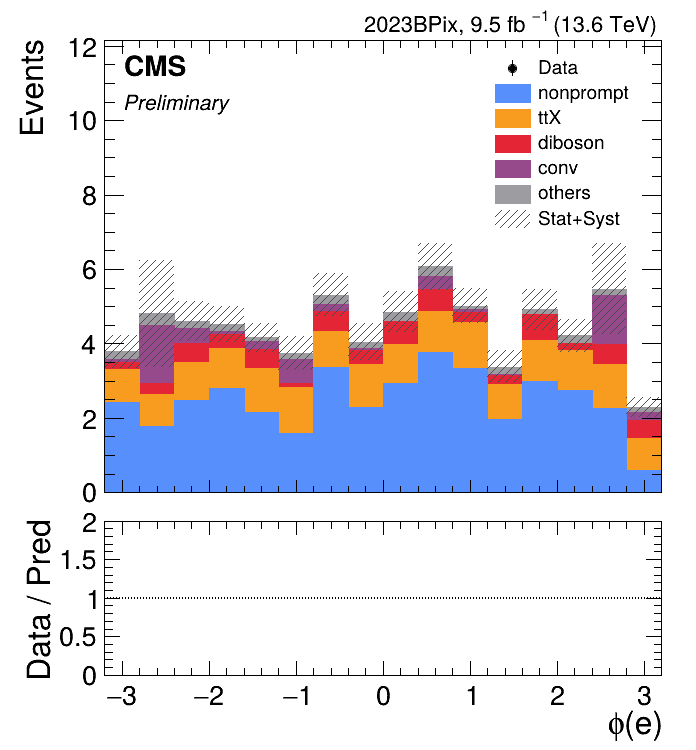 2023BPix, 9.5 fb⁻¹ (13.6 TeV)
Events
CMS
Preliminary
Data
nonprompt
ttX
diboson
conv
others
Stat+Syst
12
10
8
6
4
2
0
Data / Pred
2
1.5
1
0.5
0
−3 −2 −1 0 1 2 3
ϕ(e)